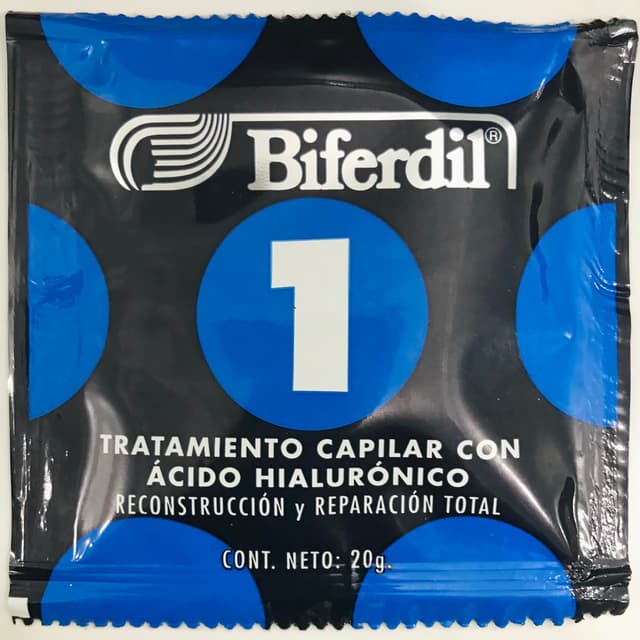 Biferdil®
1
TRATAMIENTO CAPILAR CON
ÁCIDO HIALURÓNICO
RECONSTRUCCIÓN y REPARACIÓN TOTAL
CONT. NETO: 20g.